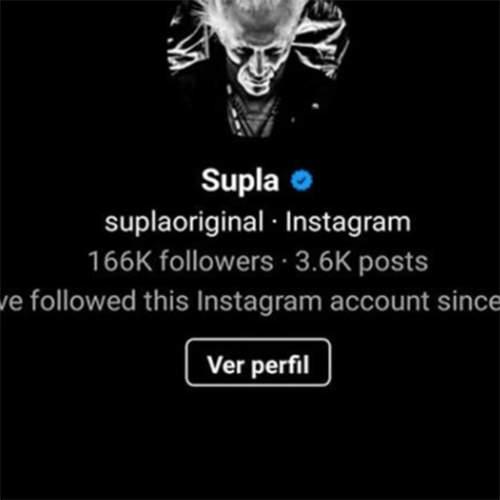 Supla
suplaoriginal · Instagram
166K followers · 3.6K posts
ve followed this Instagram account since
Ver perfil